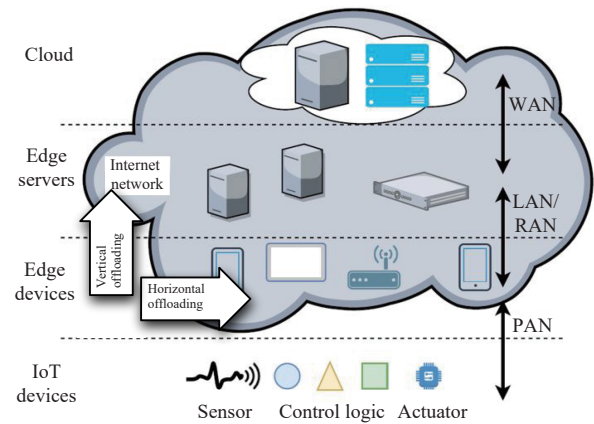 Cloud
WAN
Edge
servers
Internet
network
LAN/
RAN
Vertical
offloading
Edge
devices
Horizontal
offloading
PAN
IoT
devices
Sensor
Control logic
Actuator